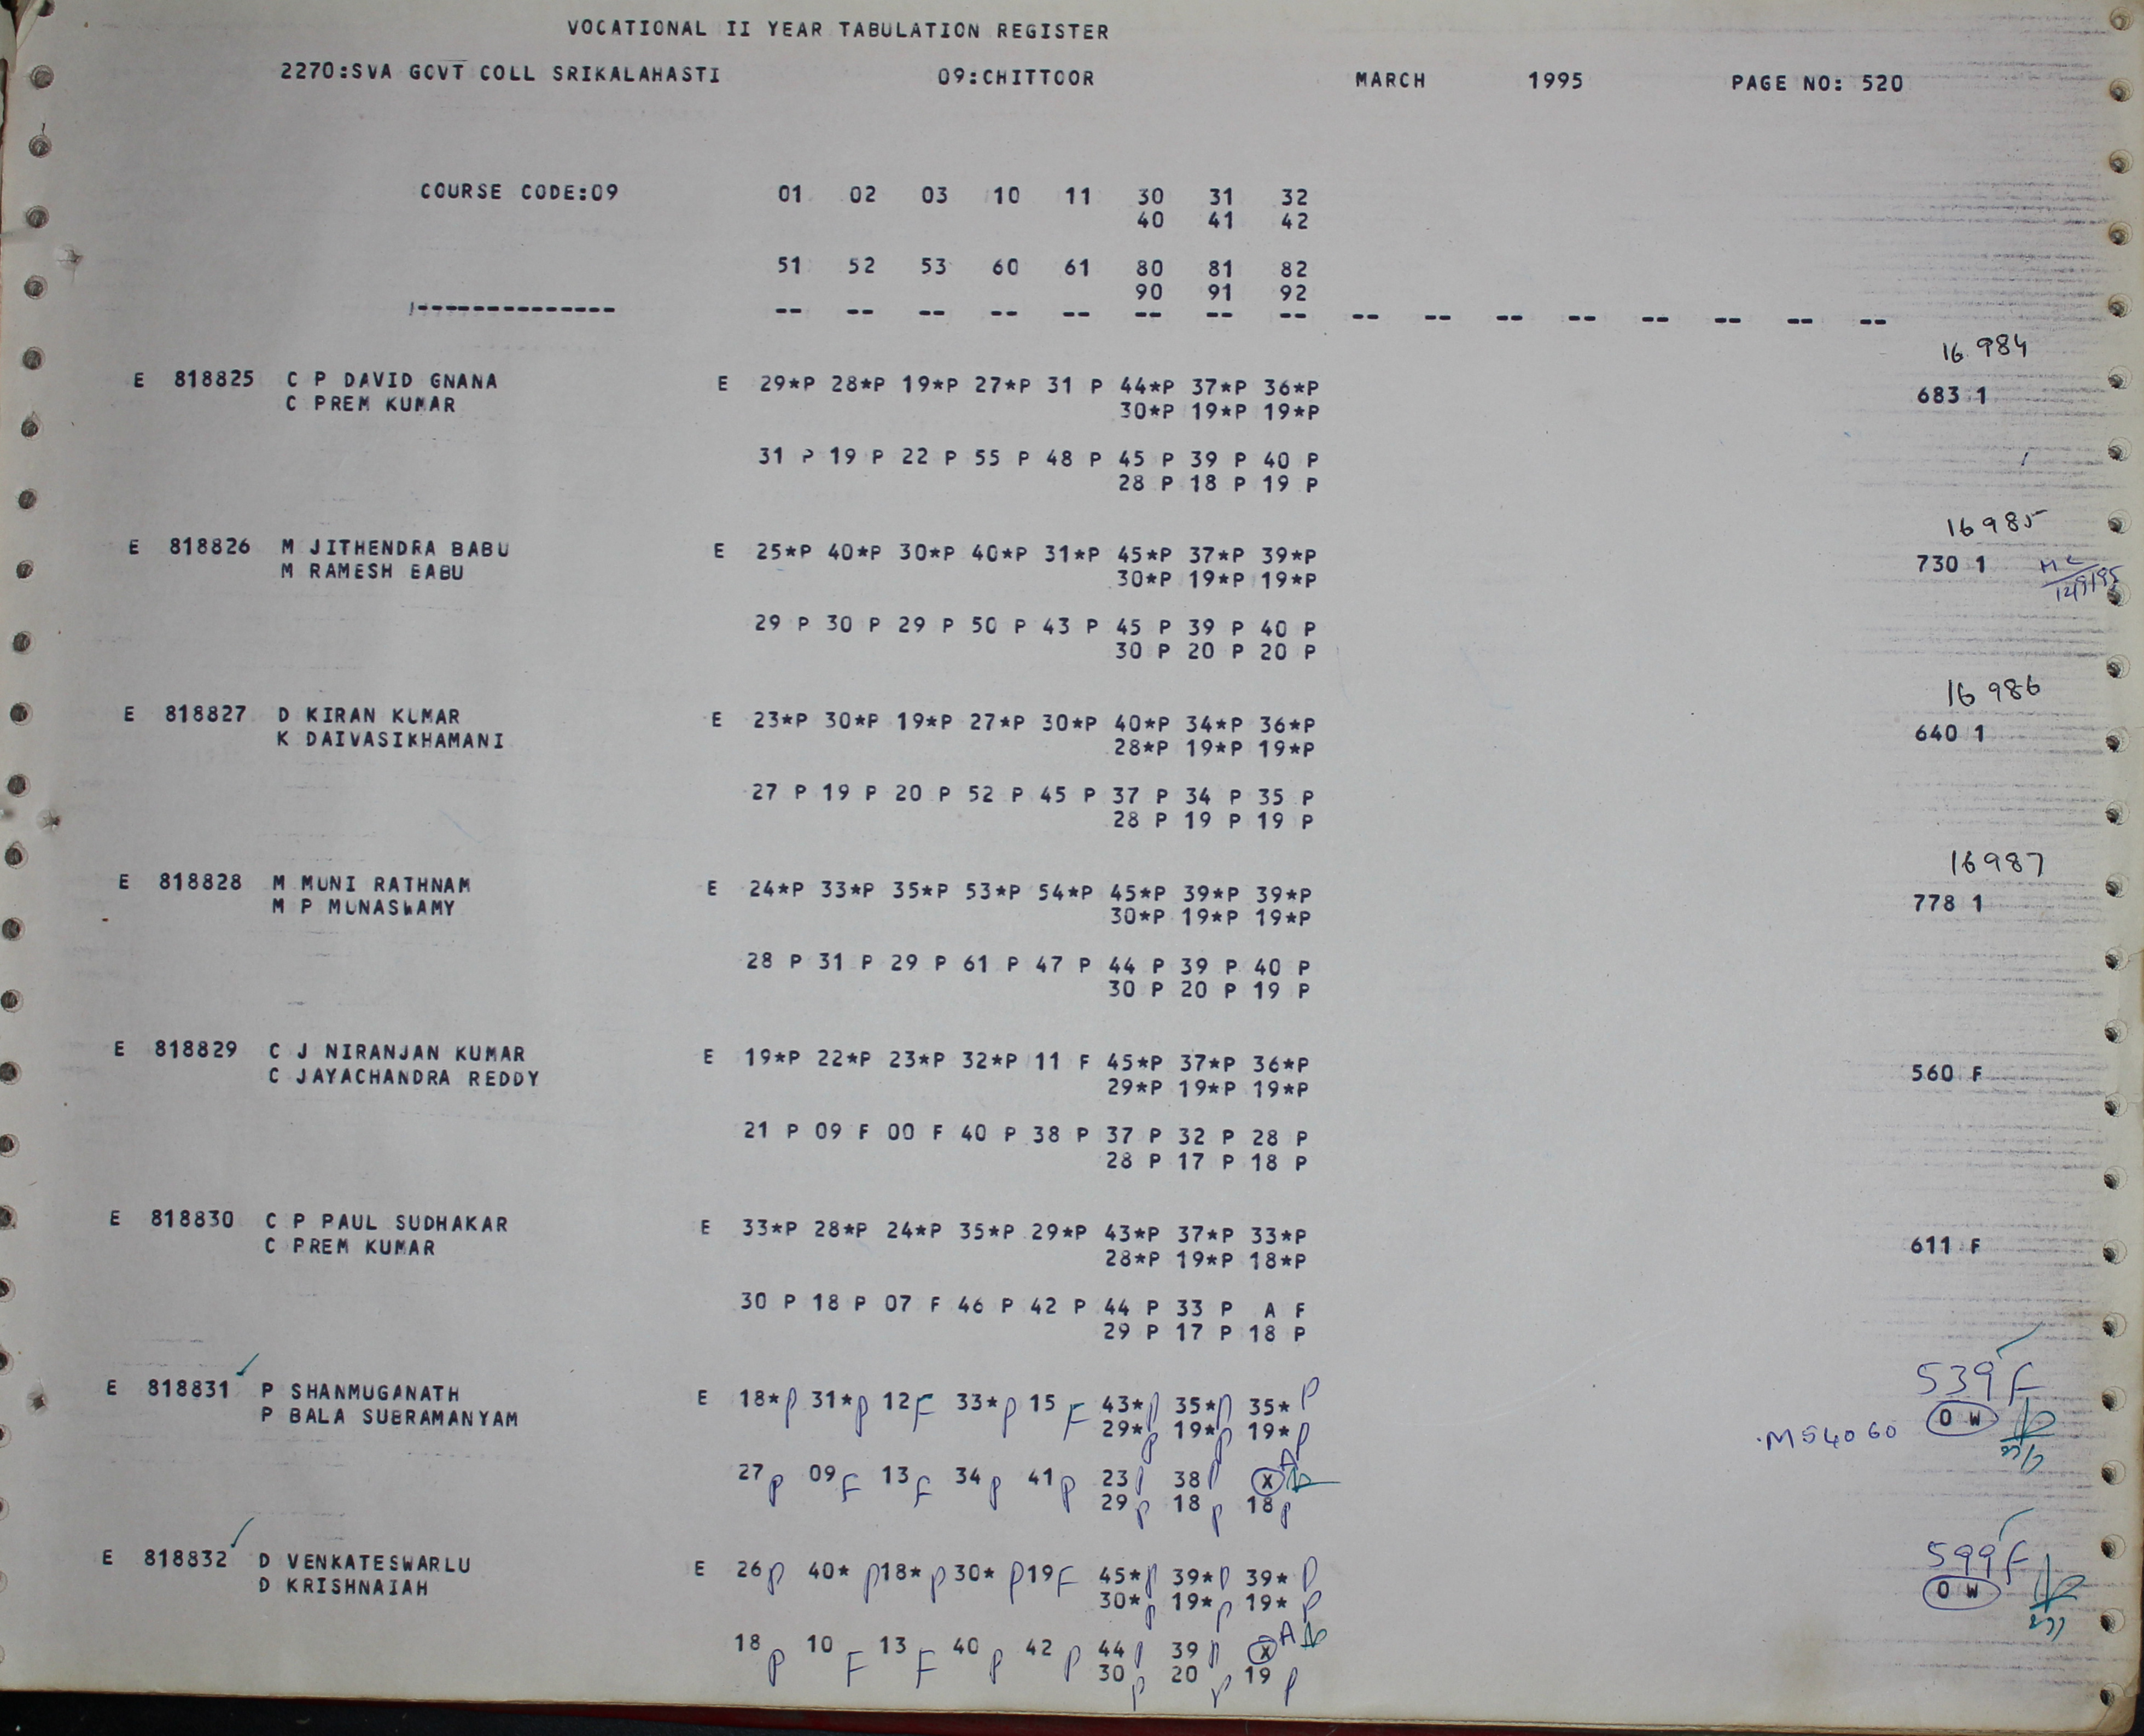 VOCATIONAL II YEAR TABULATION REGISTER
2270:SVA GOVT COLL SRIKALAHASTI 09:CHITTOOR MARCH 1995 PAGE NO: 520
COURSE CODE:09 01 02 03 10 11 30 31 32
40 41 42
51 52 53 60 61 80 81 82
90 91 92
--------------- -- -- -- -- -- -- -- -- -- -- -- -- -- -- -- --
16984
E 818825 C P DAVID GNANA E 29*P 28*P 19*P 27*P 31 P 44*P 37*P 36*P 683 1
C PREM KUMAR 30*P 19*P 19*P
31 P 19 P 22 P 55 P 48 P 45 P 39 P 40 P
28 P 18 P 19 P
16985
E 818826 M JITHENDRA BABU E 25*P 40*P 30*P 40*P 31*P 45*P 37*P 39*P 730 1
M RAMESH BABU 30*P 19*P 19*P
29 P 30 P 29 P 50 P 43 P 45 P 39 P 40 P
30 P 20 P 20 P
16986
E 818827 D KIRAN KUMAR E 23*P 30*P 19*P 27*P 30*P 40*P 34*P 36*P 640 1
K DAIVASIKHAMANI 28*P 19*P 19*P
27 P 19 P 20 P 52 P 45 P 37 P 34 P 35 P
28 P 19 P 19 P
16987
E 818828 M MUNI RATHNAM E 24*P 33*P 35*P 53*P 54*P 45*P 39*P 39*P 778 1
M P MUNASWAMY 30*P 19*P 19*P
28 P 31 P 29 P 61 P 47 P 44 P 39 P 40 P
30 P 20 P 19 P
E 818829 C J NIRANJAN KUMAR E 19*P 22*P 23*P 32*P 11 F 45*P 37*P 36*P 560 F
C JAYACHANDRA REDDY 29*P 19*P 19*P
21 P 09 F 00 F 40 P 38 P 37 P 32 P 28 P
28 P 17 P 18 P
E 818830 C P PAUL SUDHAKAR E 33*P 28*P 24*P 35*P 29*P 43*P 37*P 33*P 611 F
C PREM KUMAR 28*P 19*P 18*P
30 P 18 P 07 F 46 P 42 P 44 P 33 P A F
29 P 17 P 18 P
E 818831 P SHANMUGANATH E 18*P 31*P 12 F 33*P 15 F 43*P 35*P 35*P 539 F
P BALA SUBRAMANYAM 29*P 19*P 19*P M54060 O W
27 P 09 F 13 F 34 P 41 P 23 P 38 P X A
29 P 18 P 18 P
E 818832 D VENKATESWARLU E 26 P 40*P 18*P 30*P 19 F 45*P 39*P 39*P 599 F
D KRISHNAIAH 30*P 19*P 19*P O W
18 P 10 F 13 F 40 P 42 P 44 P 39 P X A
30 P 20 P 19 P